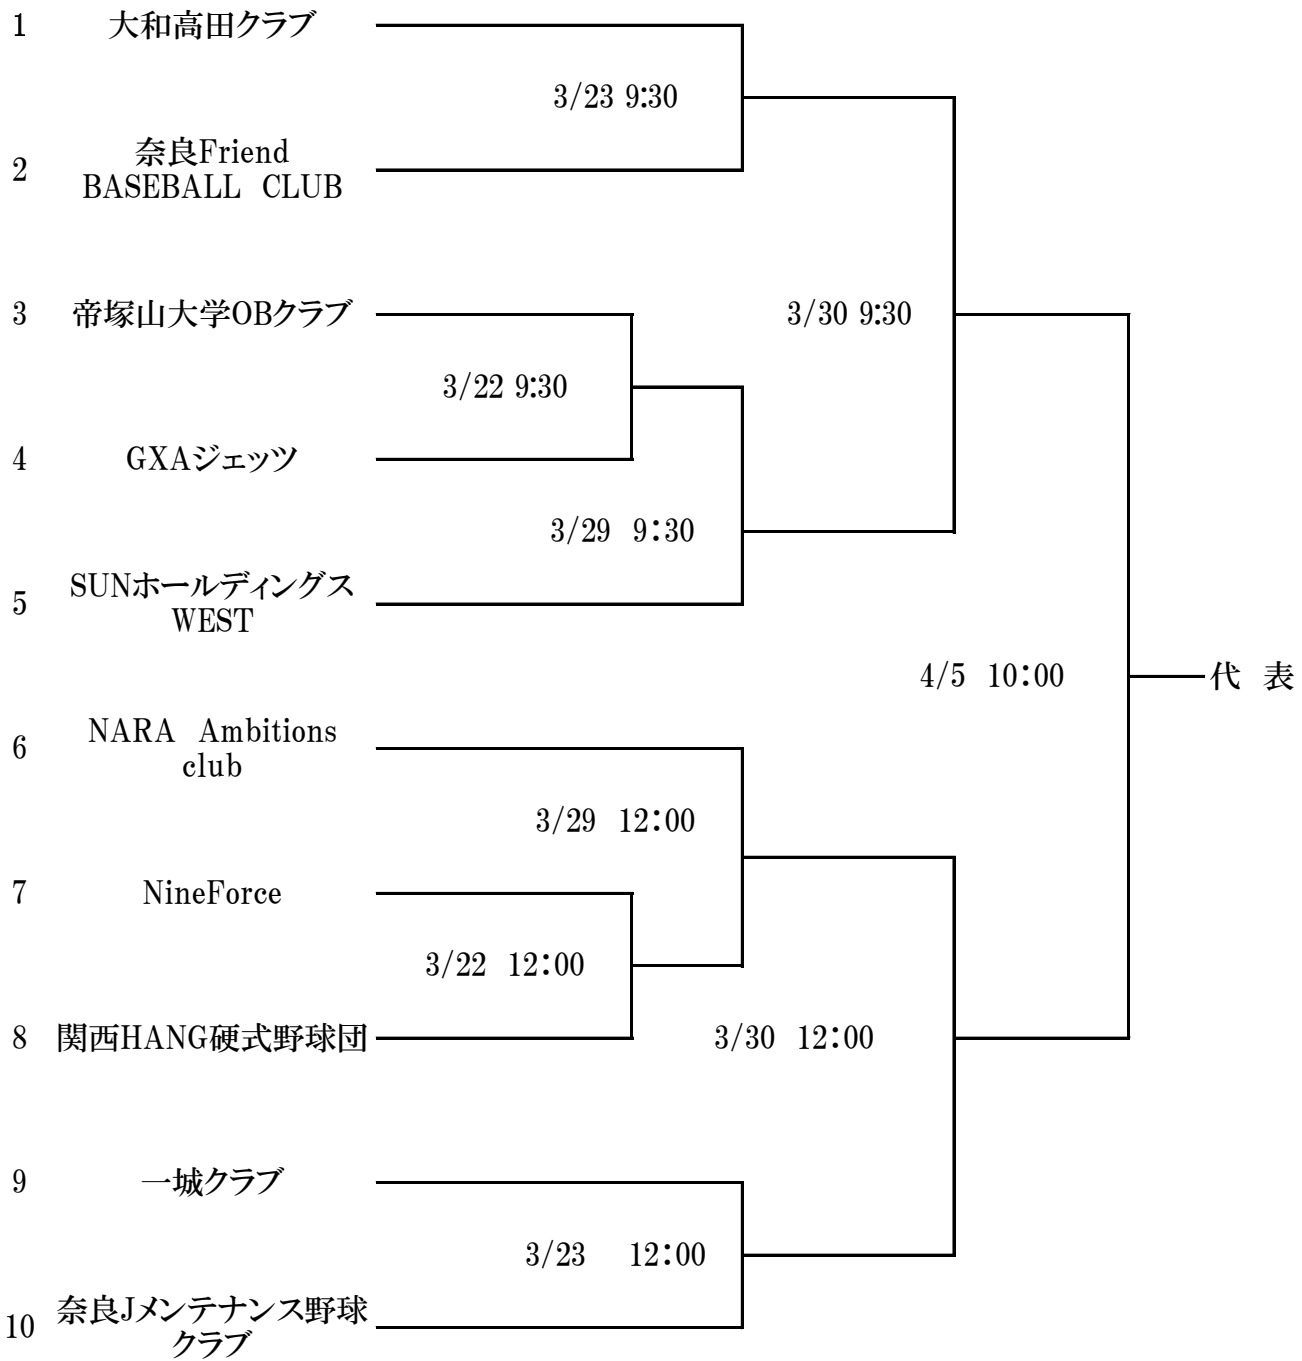 1 大和高田クラブ
3/23 9:30
2 奈良Friend
BASEBALL CLUB
3 帝塚山大学OBクラブ
3/30 9:30
3/22 9:30
4 GXAジェッツ
3/29 9:30
5 SUNホールディングス
WEST
4/5 10:00 代 表
6 NARA Ambitions
club
3/29 12:00
7 NineForce
3/22 12:00
8 関西HANG硬式野球団
3/30 12:00
9 一城クラブ
3/23 12:00
10 奈良Jメンテナンス野球
クラブ